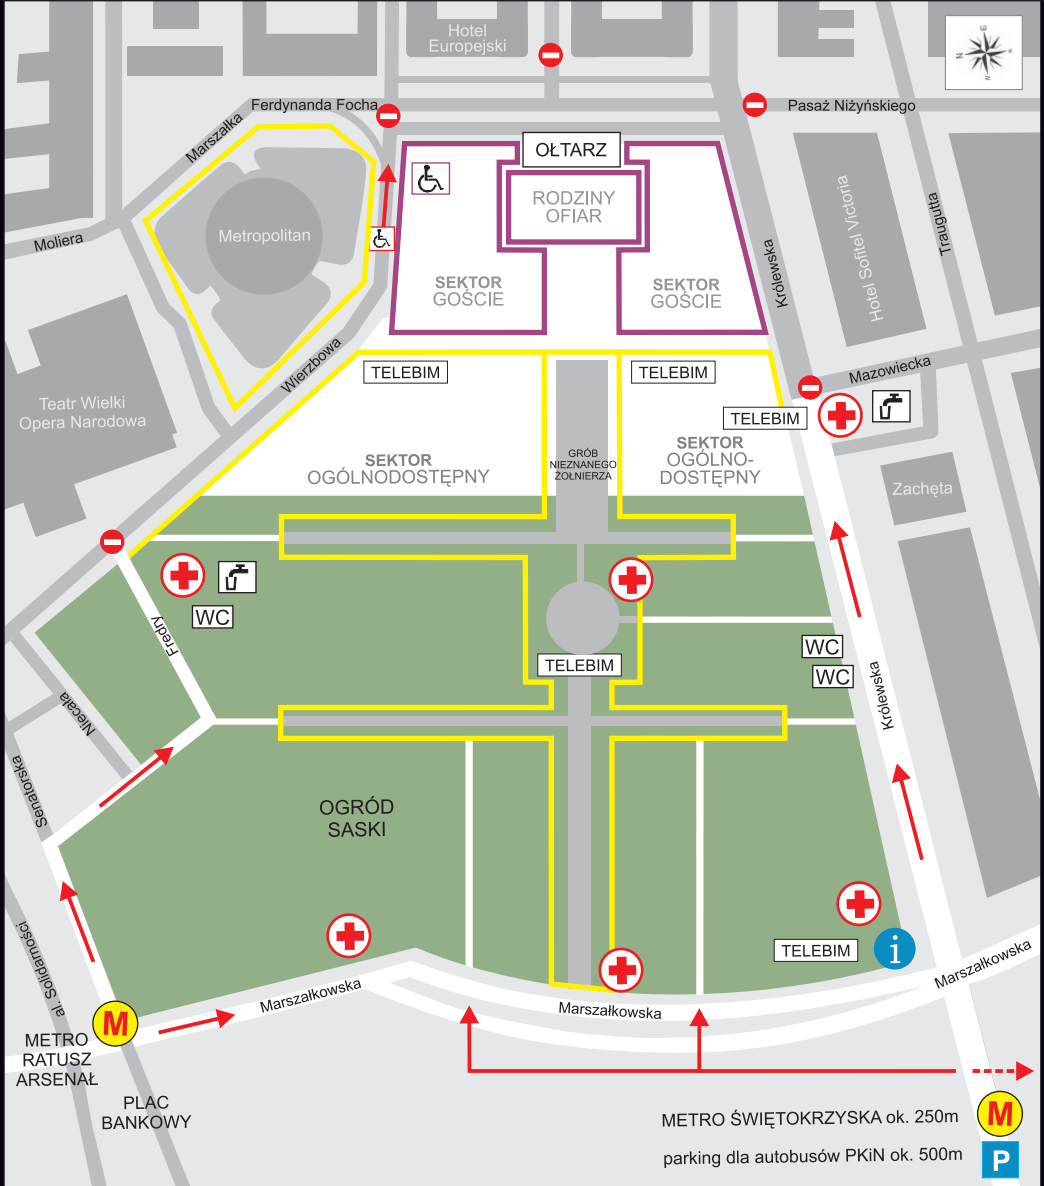 Hotel
Europejski
Ferdynanda Focha
Pasaż Niżyńskiego
Marszałka
OŁTARZ
RODZINY
OFIAR
Hotel Sofitel Victoria
Traugutta
Moliera
Metropolitan
Królewska
SEKTOR
GOŚCIE
SEKTOR
GOŚCIE
Wierzbowa
TELEBIM
TELEBIM
Mazowiecka
Teatr Wielki
Opera Narodowa
TELEBIM
SEKTOR
OGÓLNODOSTĘPNY
GRÓB
NIEZNANEGO
ŻOŁNIERZA
SEKTOR
OGÓLNO-
DOSTĘPNY
Zachęta
WC
Fredry
TELEBIM
WC
WC
Królewska
Niecała
Senatorska
OGRÓD
SASKI
al. Solidarności
TELEBIM
i
Marszałkowska
Marszałkowska
Marszałkowska
M
METRO
RATUSZ
ARSENAŁ
PLAC
BANKOWY
METRO ŚWIĘTOKRZYSKA ok. 250m
M
parking dla autobusów PKiN ok. 500m
P